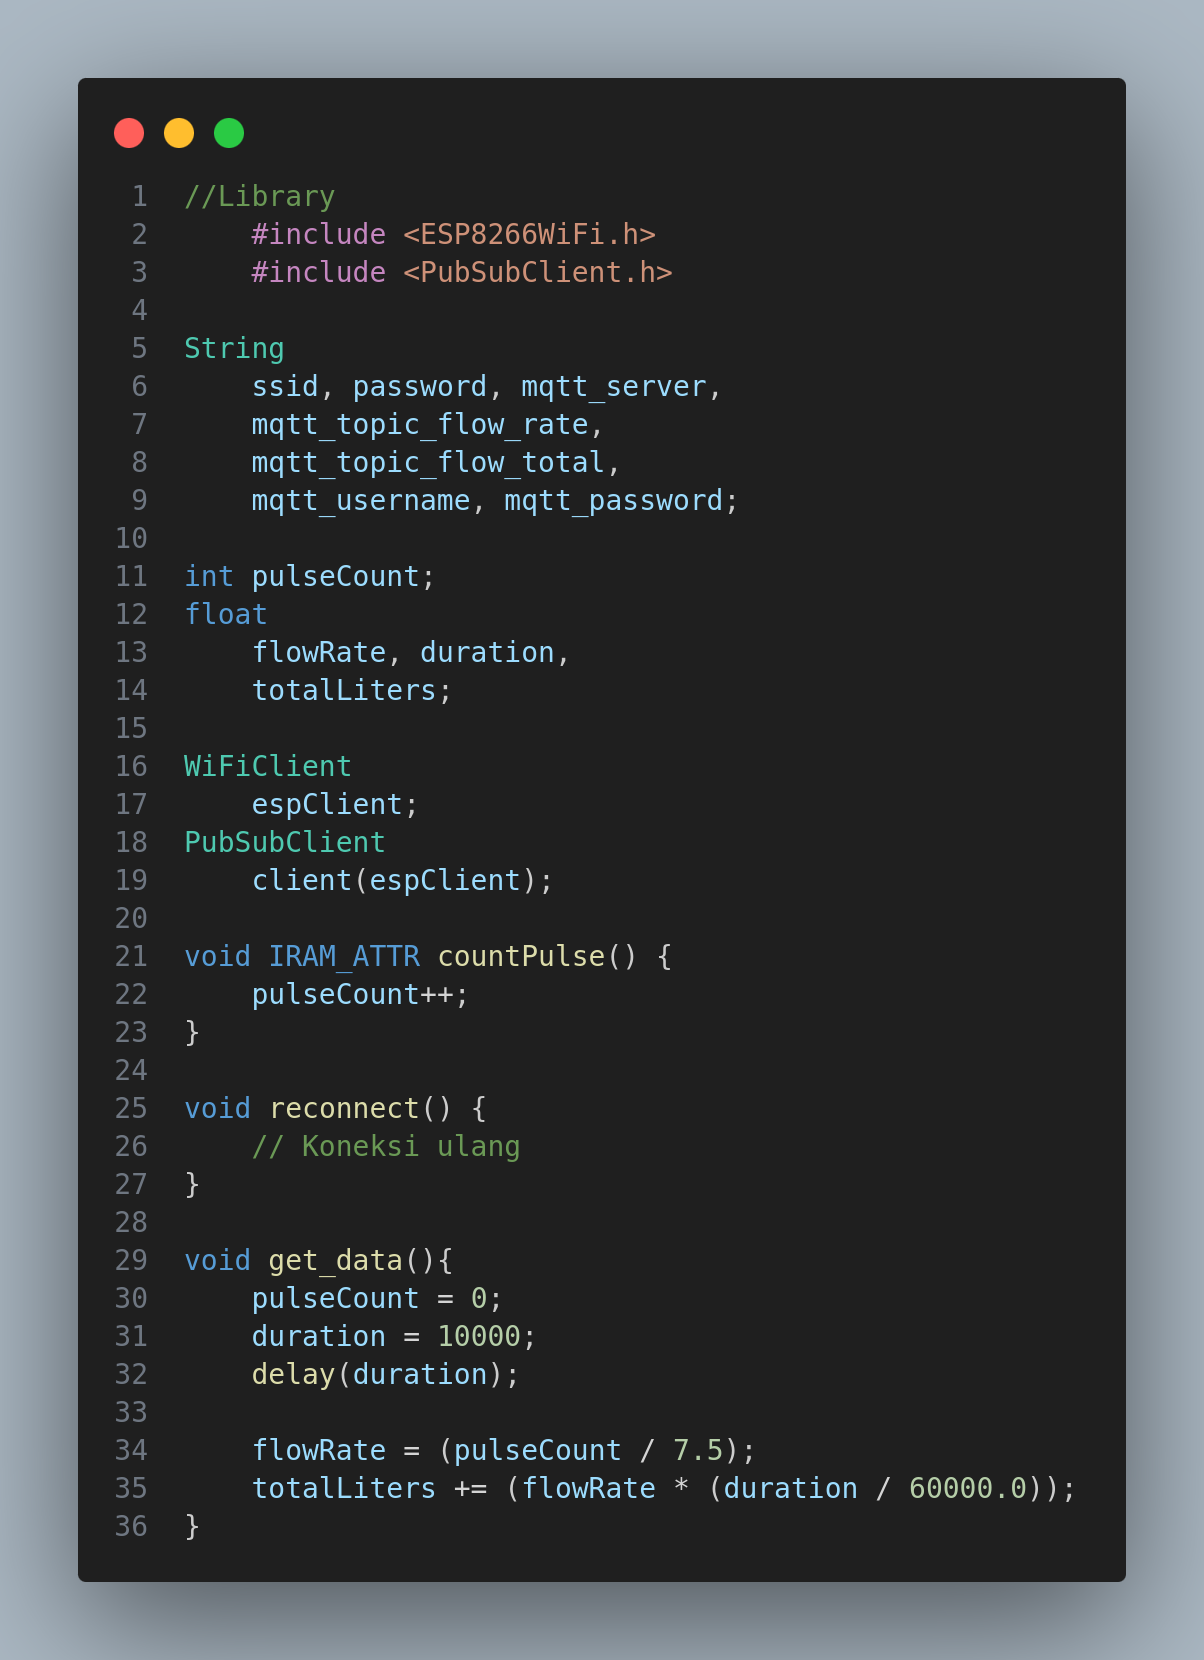 1 //Library
2     #include <ESP8266WiFi.h>
3     #include <PubSubClient.h>
4
5 String
6     ssid, password, mqtt_server,
7     mqtt_topic_flow_rate,
8     mqtt_topic_flow_total,
9     mqtt_username, mqtt_password;
10
11 int pulseCount;
12 float
13     flowRate, duration,
14     totalLiters;
15
16 WiFiClient
17     espClient;
18 PubSubClient
19     client(espClient);
20
21 void IRAM_ATTR countPulse() {
22     pulseCount++;
23 }
24
25 void reconnect() {
26     // Koneksi ulang
27 }
28
29 void get_data(){
30     pulseCount = 0;
31     duration = 10000;
32     delay(duration);
33
34     flowRate = (pulseCount / 7.5);
35     totalLiters += (flowRate * (duration / 60000.0));
36 }